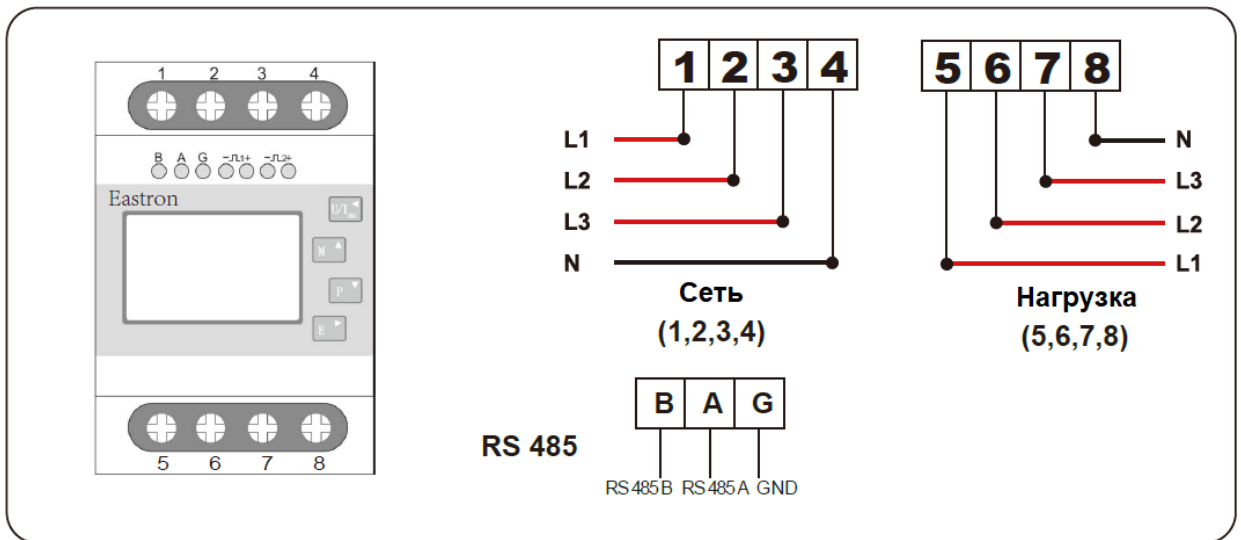 1 2 3 4
B A G -⎍1+ -⎍2+
Eastron
U/I
M
P
E
5 6 7 8
1 2 3 4
L1
L2
L3
N
Сеть
(1,2,3,4)
5 6 7 8
N
L3
L2
L1
Нагрузка
(5,6,7,8)
RS 485
B A G
RS485B RS485A GND